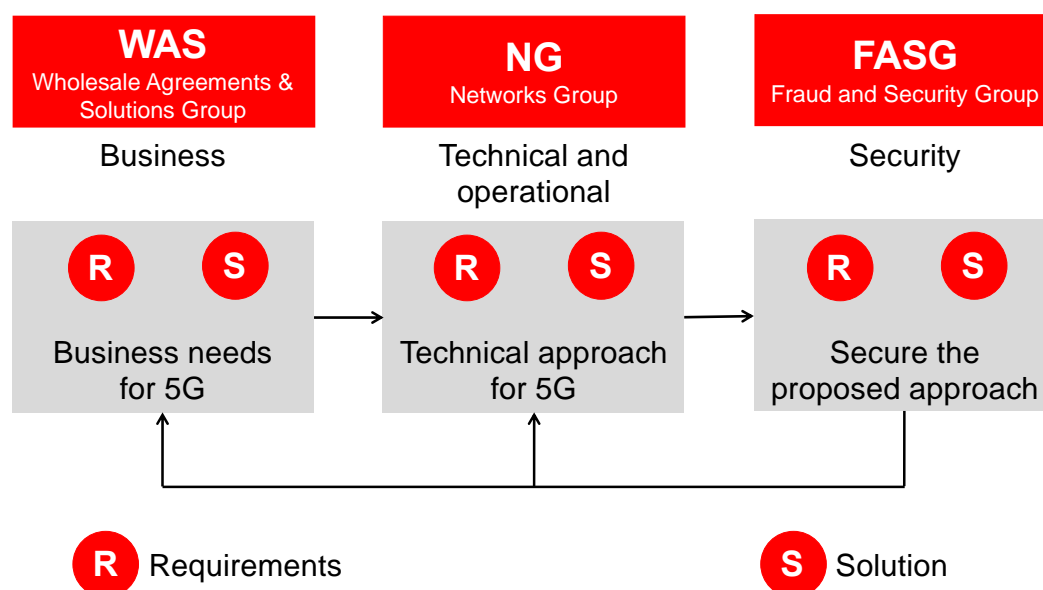 WAS
Wholesale Agreements &
Solutions Group
NG
Networks Group
FASG
Fraud and Security Group
Business
Technical and
operational
Security
R
S
Business needs
for 5G
R
S
Technical approach
for 5G
R
S
Secure the
proposed approach
R
Requirements
S
Solution